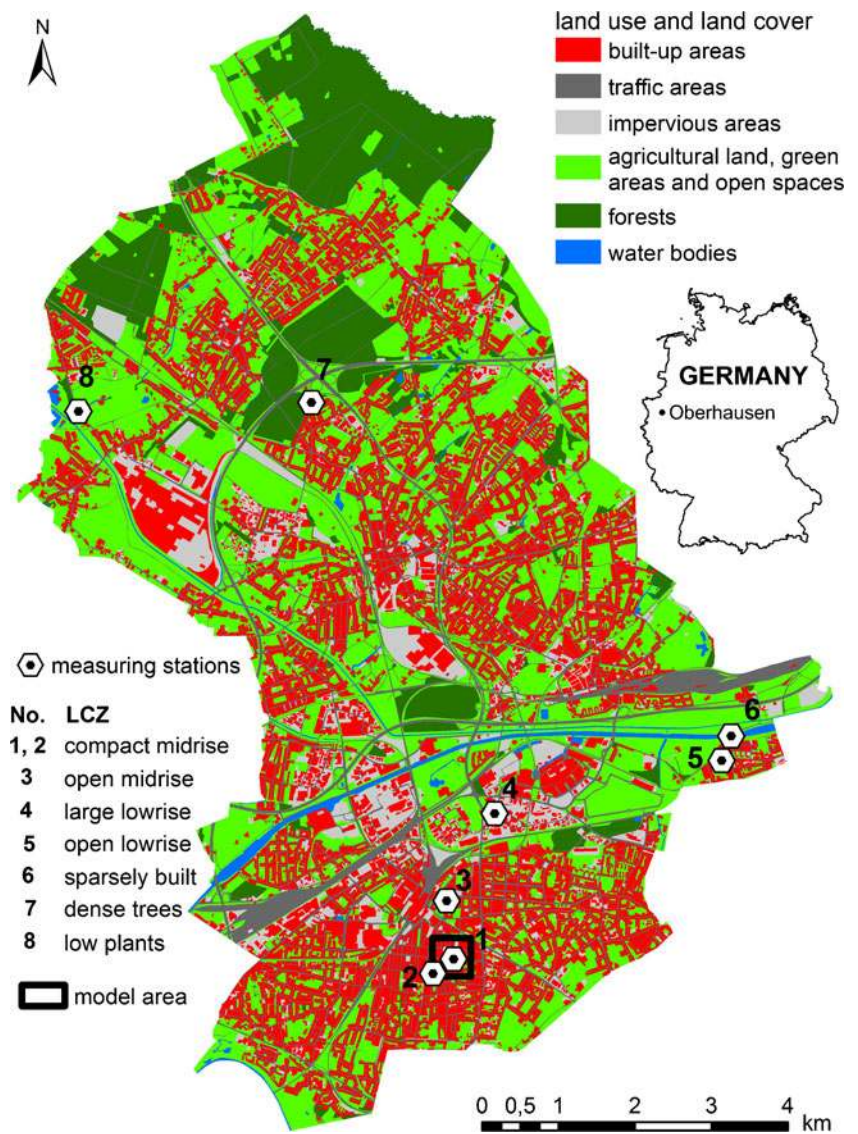 N
land use and land cover
built-up areas
traffic areas
impervious areas
agricultural land, green
areas and open spaces
forests
water bodies
GERMANY
Oberhausen
8
7
measuring stations
No. LCZ
1, 2 compact midrise
3 open midrise
4 large lowrise
5 open lowrise
6 sparsely built
7 dense trees
8 low plants
model area
6
5
4
3
1
2
0 0,5 1 2 3 4
km